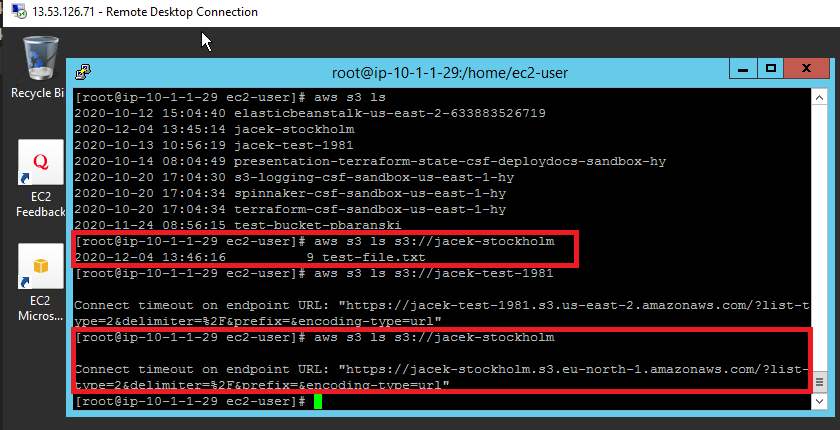 13.53.126.71 - Remote Desktop Connection
Recycle Bi
EC2
Feedback
EC2
Micros...
root@ip-10-1-1-29:/home/ec2-user
[root@ip-10-1-1-29 ec2-user]# aws s3 ls
2020-10-12 15:04:40 elasticbeanstalk-us-east-2-633883526719
2020-12-04 13:45:14 jacek-stockholm
2020-10-13 10:56:19 jacek-test-1981
2020-10-14 08:04:49 presentation-terraform-state-csf-deploydocs-sandbox-hy
2020-10-20 17:04:30 s3-logging-csf-sandbox-us-east-1-hy
2020-10-20 17:04:34 spinnaker-csf-sandbox-us-east-1-hy
2020-10-20 17:04:34 terraform-csf-sandbox-us-east-1-hy
2020-11-24 08:56:15 test-bucket-pbaranski
[root@ip-10-1-1-29 ec2-user]# aws s3 ls s3://jacek-stockholm
2020-12-04 13:46:16          9 test-file.txt
[root@ip-10-1-1-29 ec2-user]# aws s3 ls s3://jacek-test-1981
Connect timeout on endpoint URL: "https://jacek-test-1981.s3.us-east-2.amazonaws.com/?list-t
ype=2&delimiter=%2F&prefix=&encoding-type=url"
[root@ip-10-1-1-29 ec2-user]# aws s3 ls s3://jacek-stockholm
Connect timeout on endpoint URL: "https://jacek-stockholm.s3.eu-north-1.amazonaws.com/?list-
type=2&delimiter=%2F&prefix=&encoding-type=url"
[root@ip-10-1-1-29 ec2-user]#